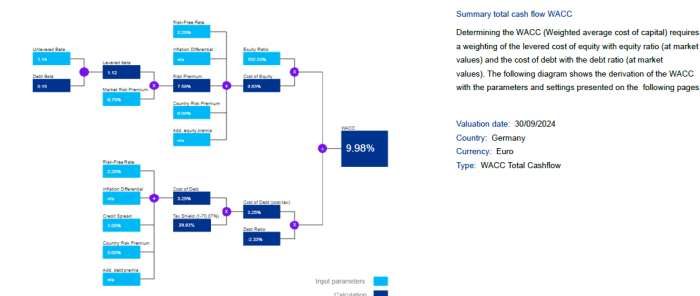 Summary total cash flow WACC
Determining the WACC (Weighted average cost of capital) requires
a weighting of the levered cost of equity with equity ratio (at market
values) and the cost of debt with the debt ratio (at market
values). The following diagram shows the derivation of the WACC
with the parameters and settings presented on the following pages
Valuation date: 30/09/2024
Country: Germany
Currency: Euro
Type: WACC Total Cashflow
Risk-Free Rate
2.20%
Inflation Differential
n/a
Unlevered Beta
1.14
Debt Beta
0.15
Levered Beta
1.12
Market Risk Premium
6.75%
Risk Premium
7.58%
Country Risk Premium
0.00%
Add. equity premia
n/a
Equity Ratio
102.33%
Cost of Equity
9.83%
WACC
9.98%
Risk-Free Rate
2.20%
Inflation Differential
n/a
Credit Spread
1.00%
Country Risk Premium
0.00%
Add. debt premia
n/a
Cost of Debt
3.25%
Tax Shield (1-70.07%)
29.93%
Cost of Debt (post tax)
3.25%
Debt Ratio
-2.33%
Input parameters
Calculation